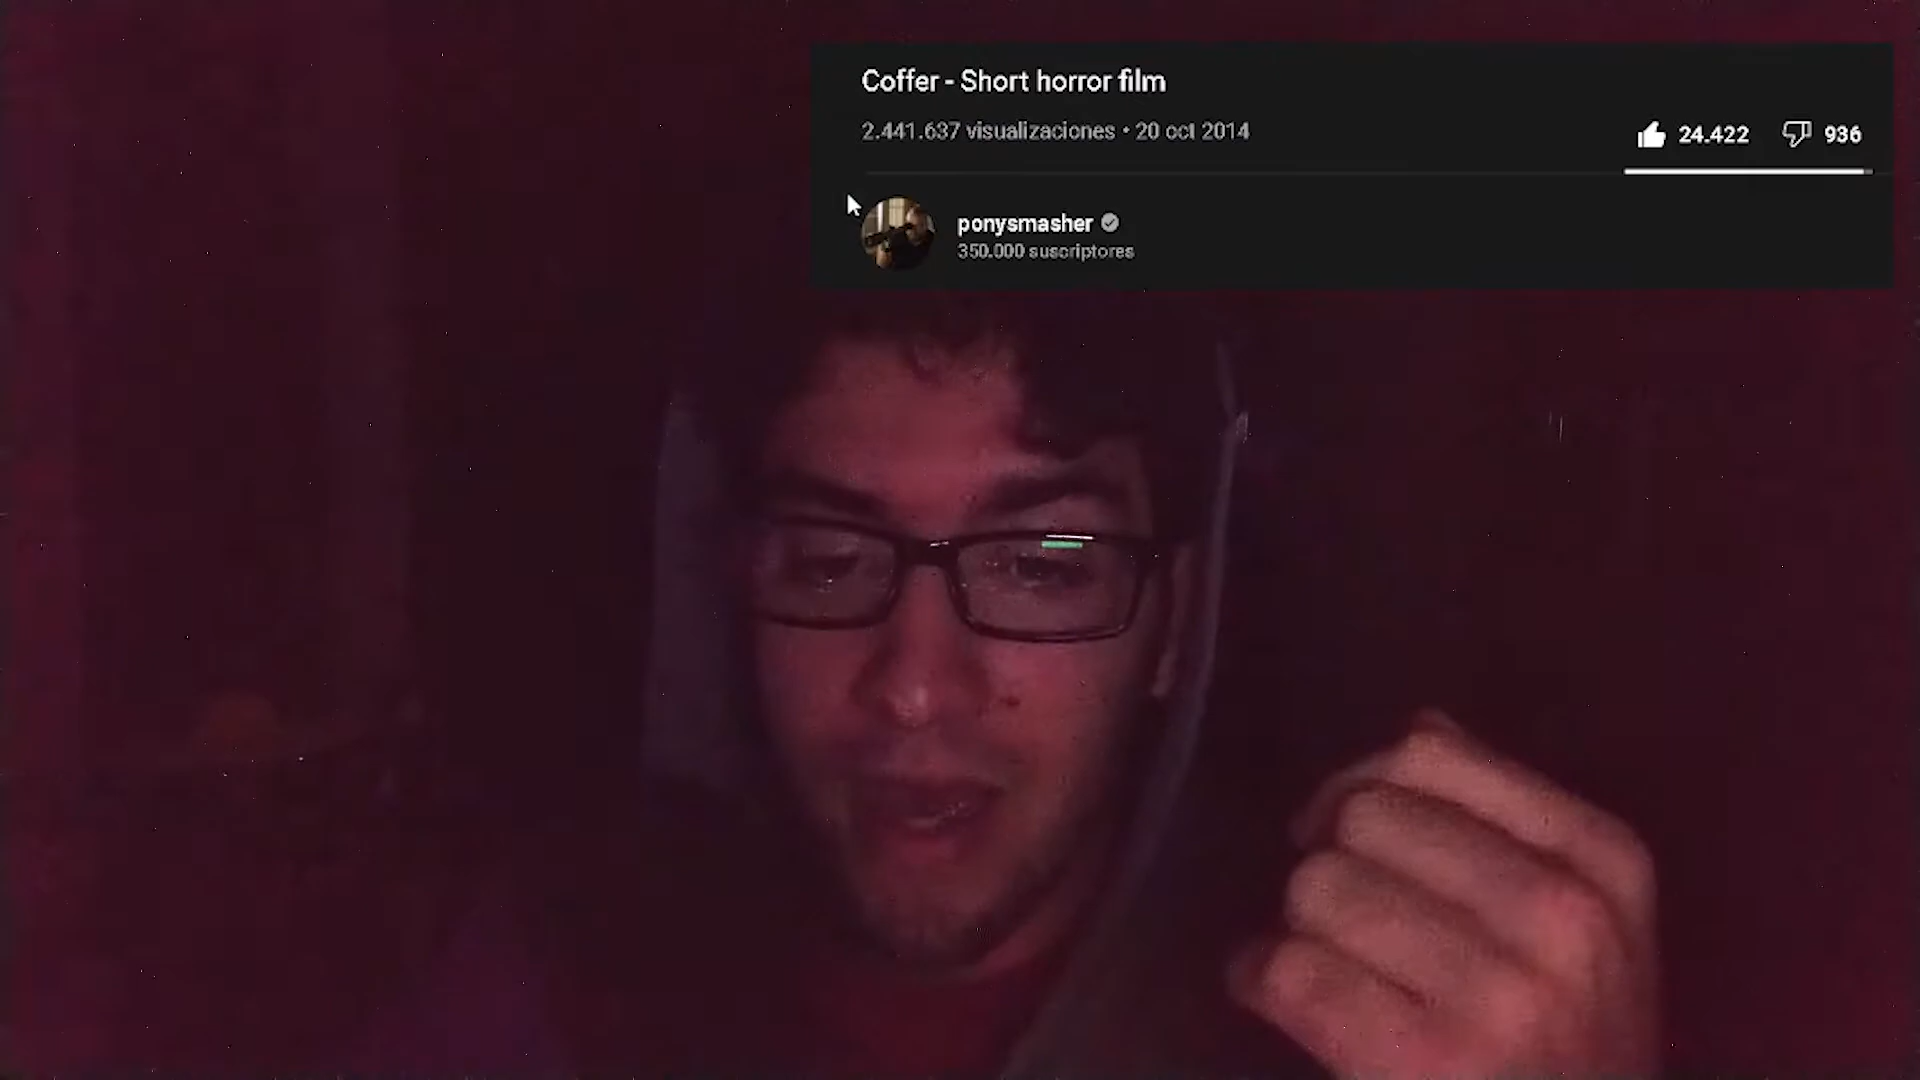 Coffer - Short horror film
2.441.637 visualizaciones • 20 oct 2014
24.422
936
ponysmasher
350.000 suscriptores